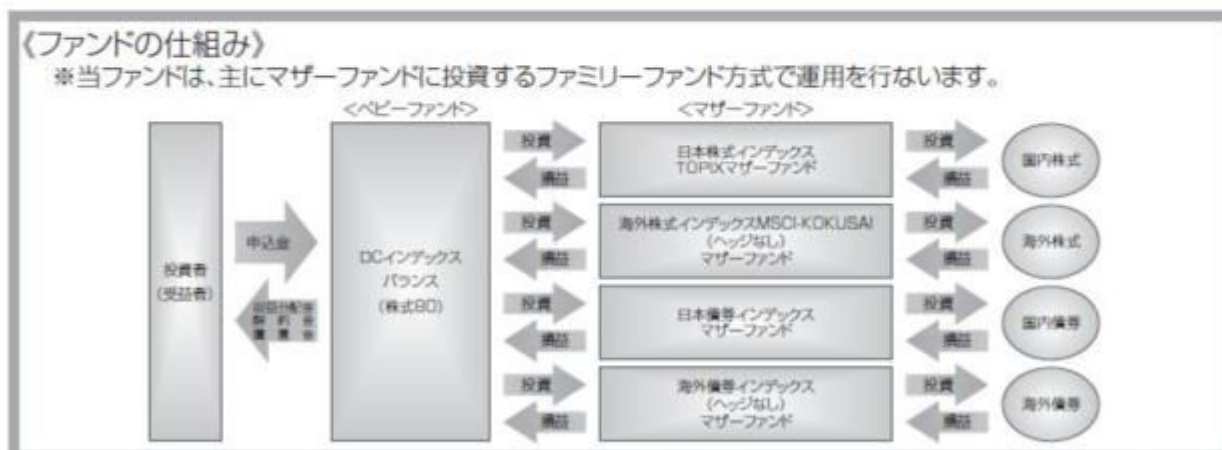 《ファンドの仕組み》
※当ファンドは、主にマザーファンドに投資するファミリーファンド方式で運用を行ないます。
<ベビーファンド>
<マザーファンド>
投資者
(受益者)
申込金
収益分配金
解約金
償還金
DCインデックス
バランス
(株式80)
投資
損益
日本株式インデックス
TOPIXマザーファンド
投資
損益
国内株式
投資
損益
海外株式インデックスMSCI-KOKUSAI
(ヘッジなし)
マザーファンド
投資
損益
海外株式
投資
損益
日本債券インデックス
マザーファンド
投資
損益
国内債券
投資
損益
海外債券インデックス
(ヘッジなし)
マザーファンド
投資
損益
海外債券